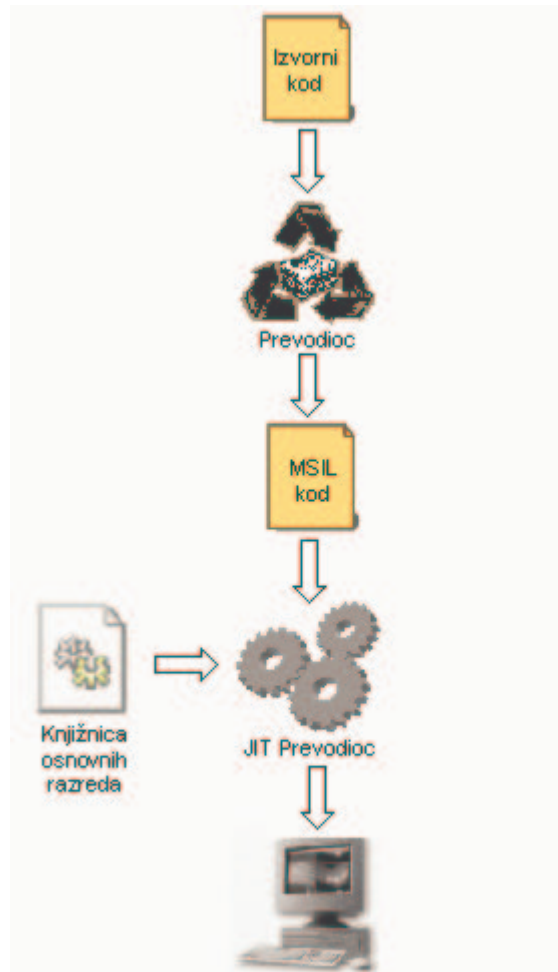 Izvorni
kod
Prevodioc
MSIL
kod
Knjižnica
osnovnih
razreda
JIT Prevodioc